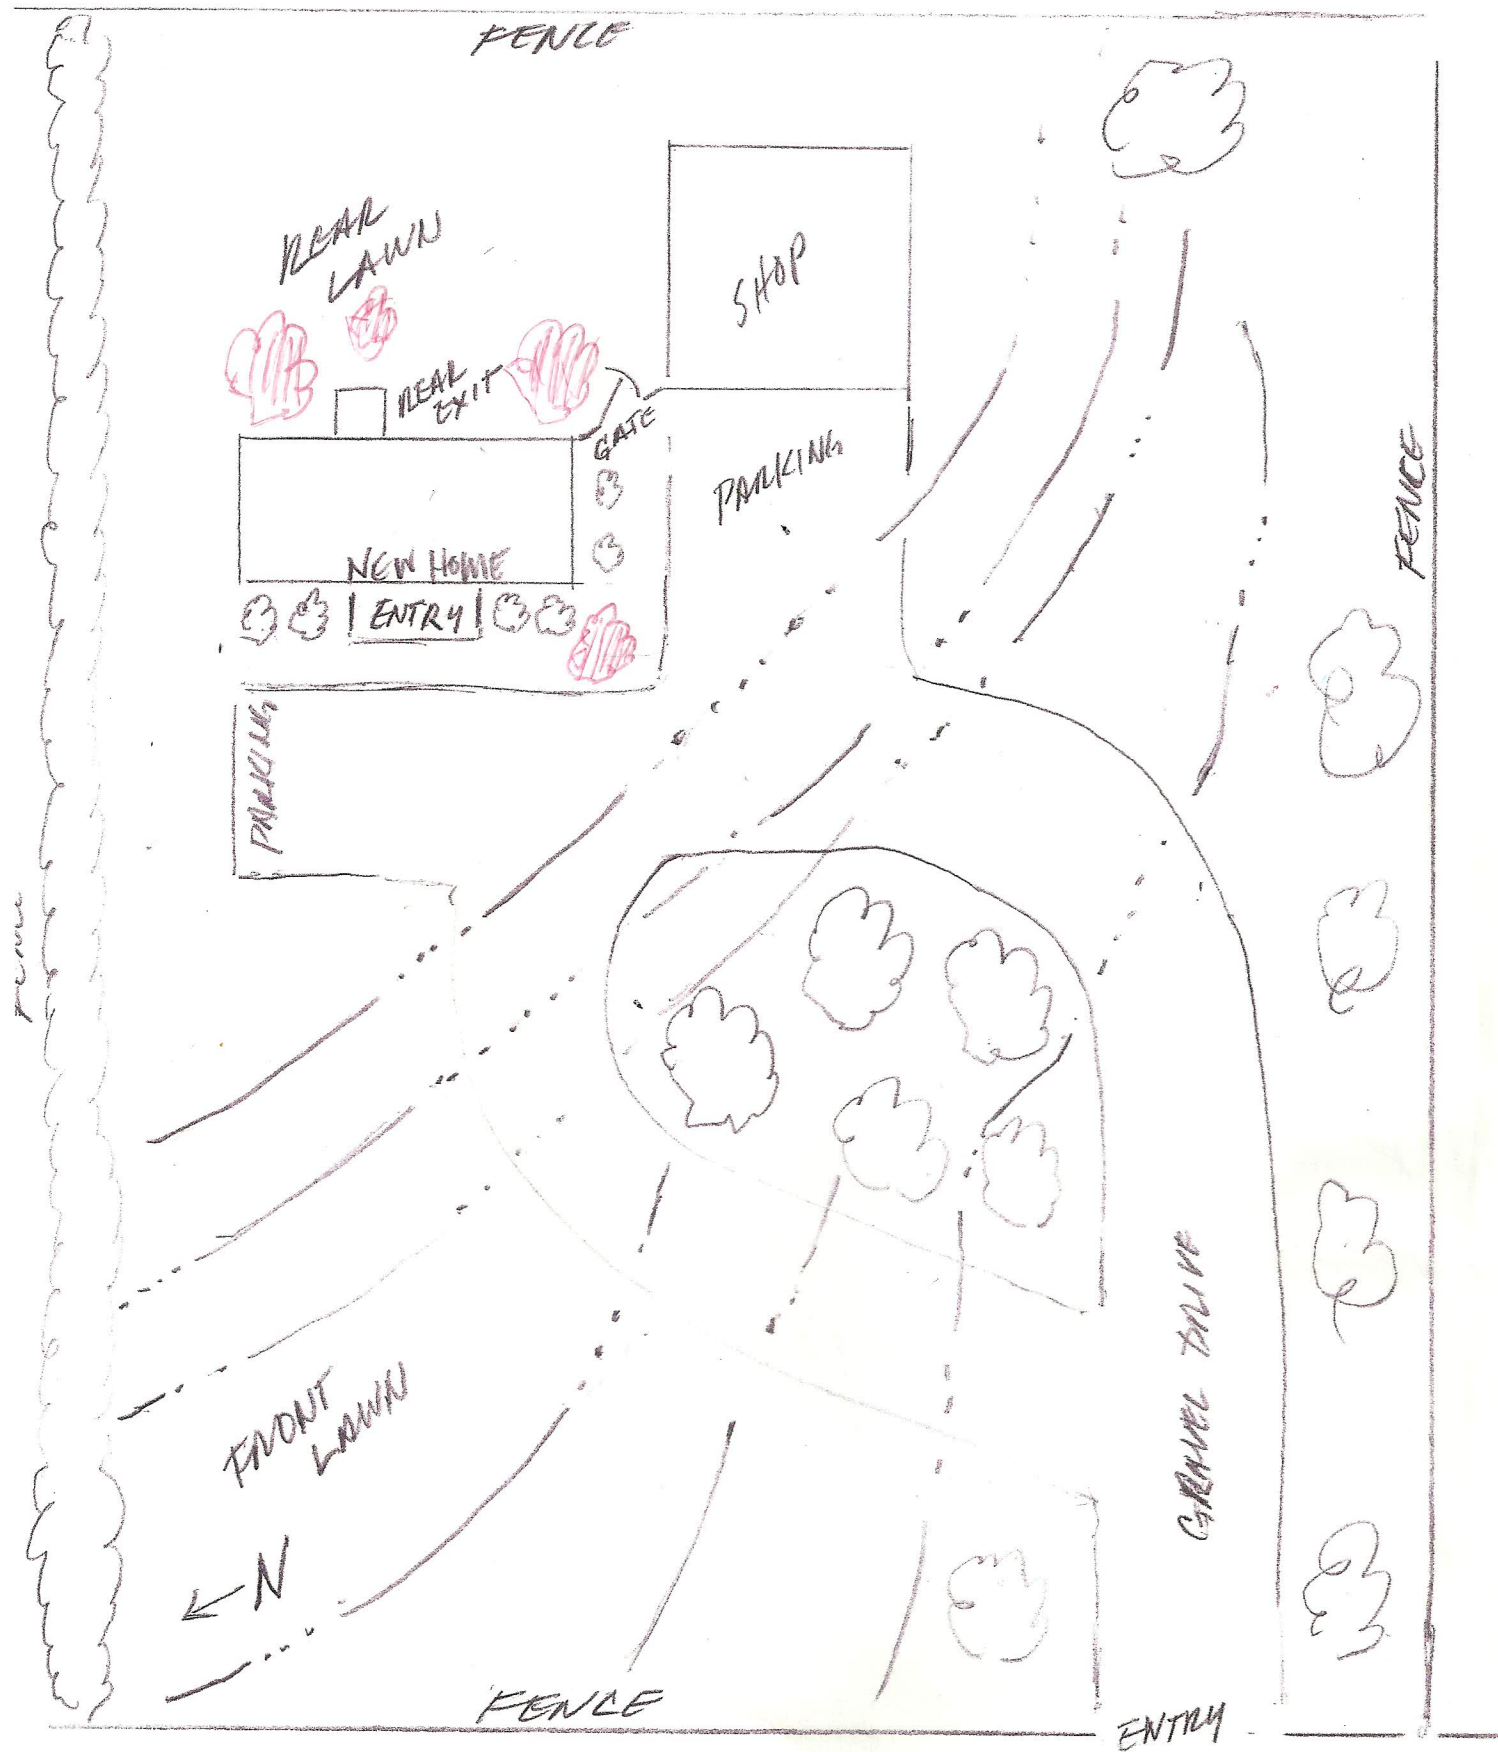 FENCE
REAR
LAWN
SHOP
REAR
EXIT
GATE
PARKING
FENCE
NEW HOME
ENTRY
PARKING
FENCE
GRAVEL DRIVE
FRONT
LAWN
N
FENCE
ENTRY